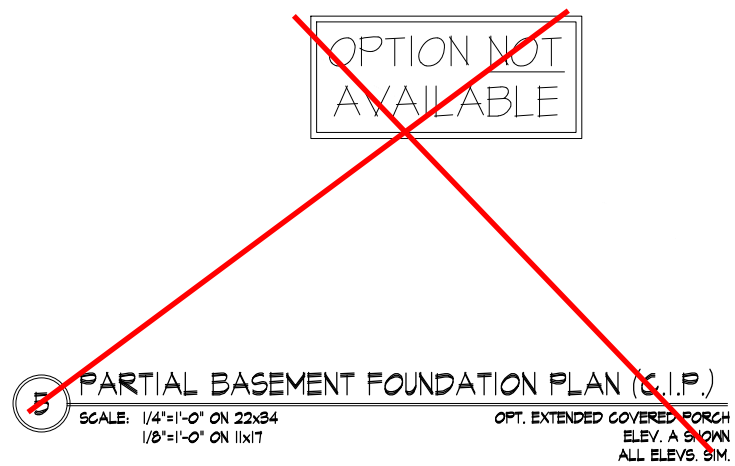 OPTION NOT
AVAILABLE
5 PARTIAL BASEMENT FOUNDATION PLAN (C.I.P.)
SCALE: 1/4"=1'-0" ON 22x34 OPT. EXTENDED COVERED PORCH
1/8"=1'-0" ON 11x17 ELEV. A SHOWN
ALL ELEVS. SIM.